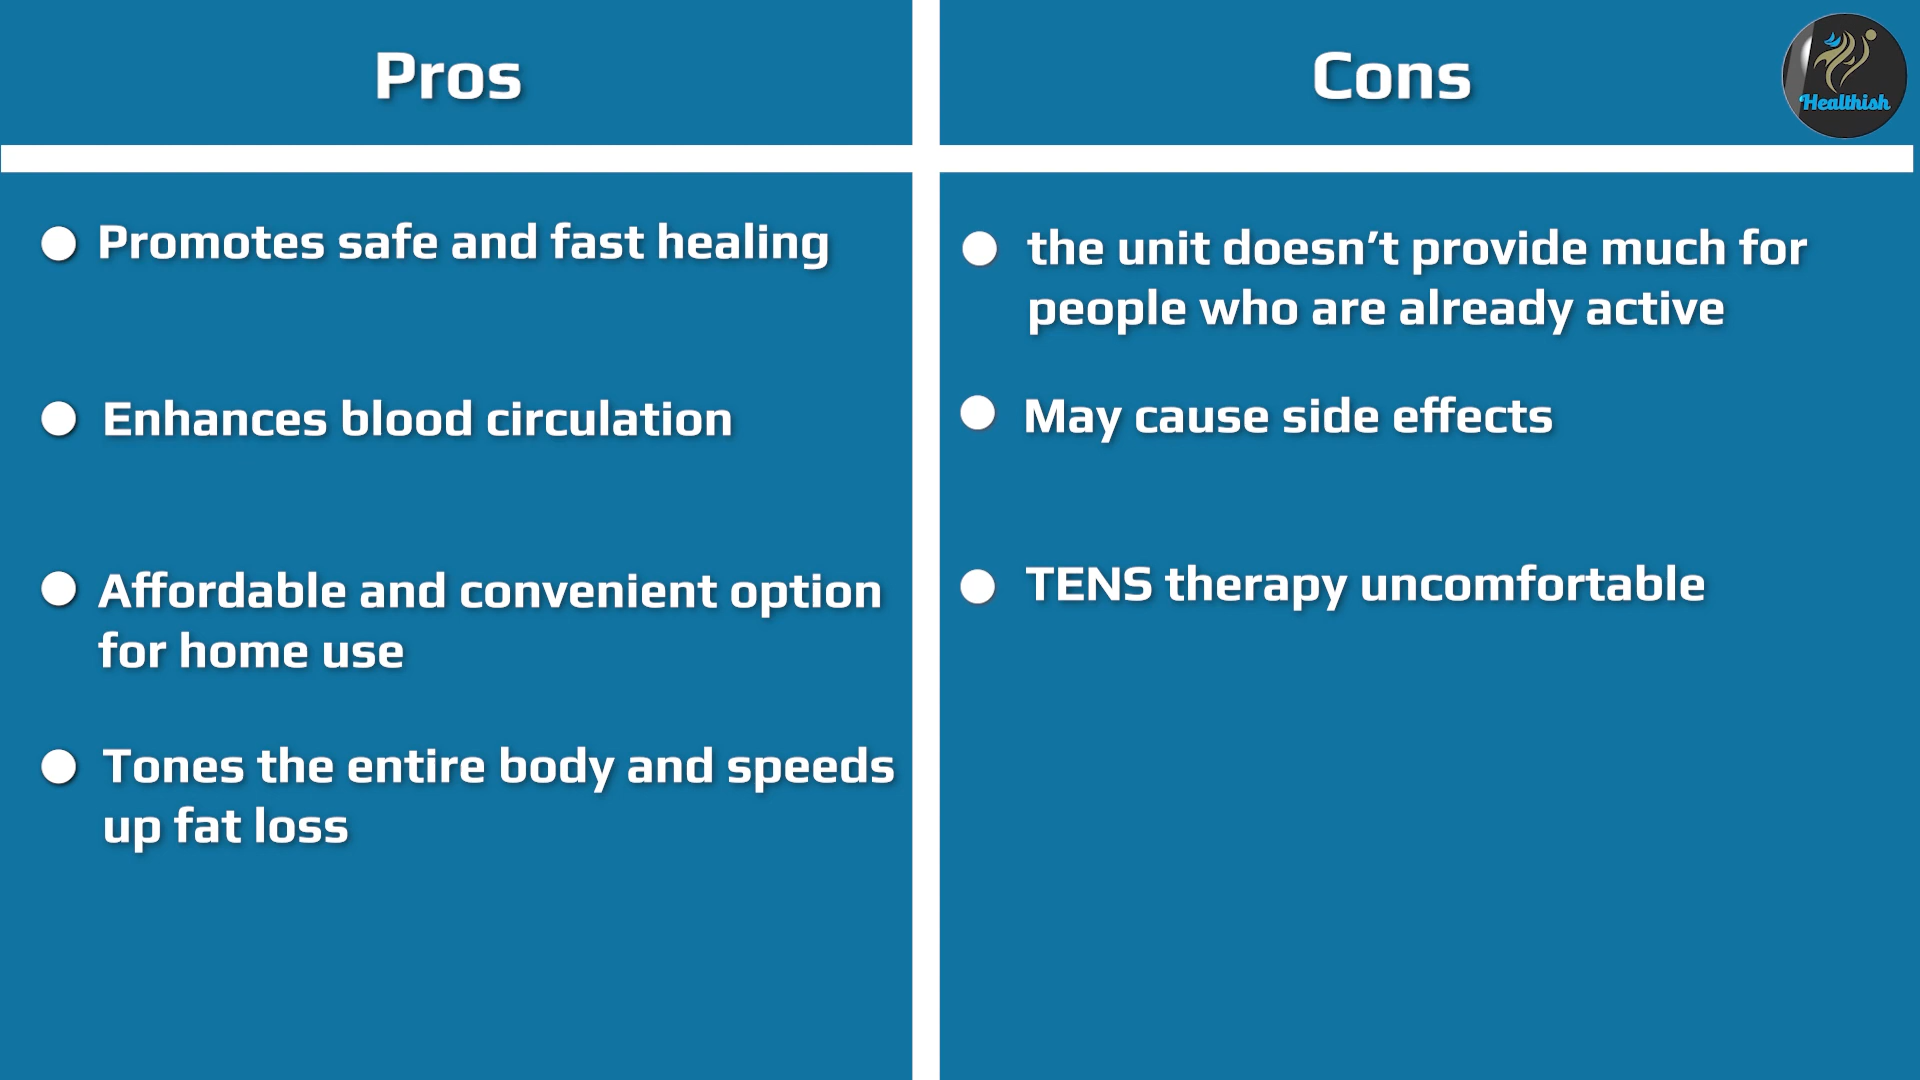 Pros
Promotes safe and fast healing
Enhances blood circulation
Affordable and convenient option
for home use
Tones the entire body and speeds
up fat loss
Cons
Healthish
the unit doesn’t provide much for
people who are already active
May cause side effects
TENS therapy uncomfortable